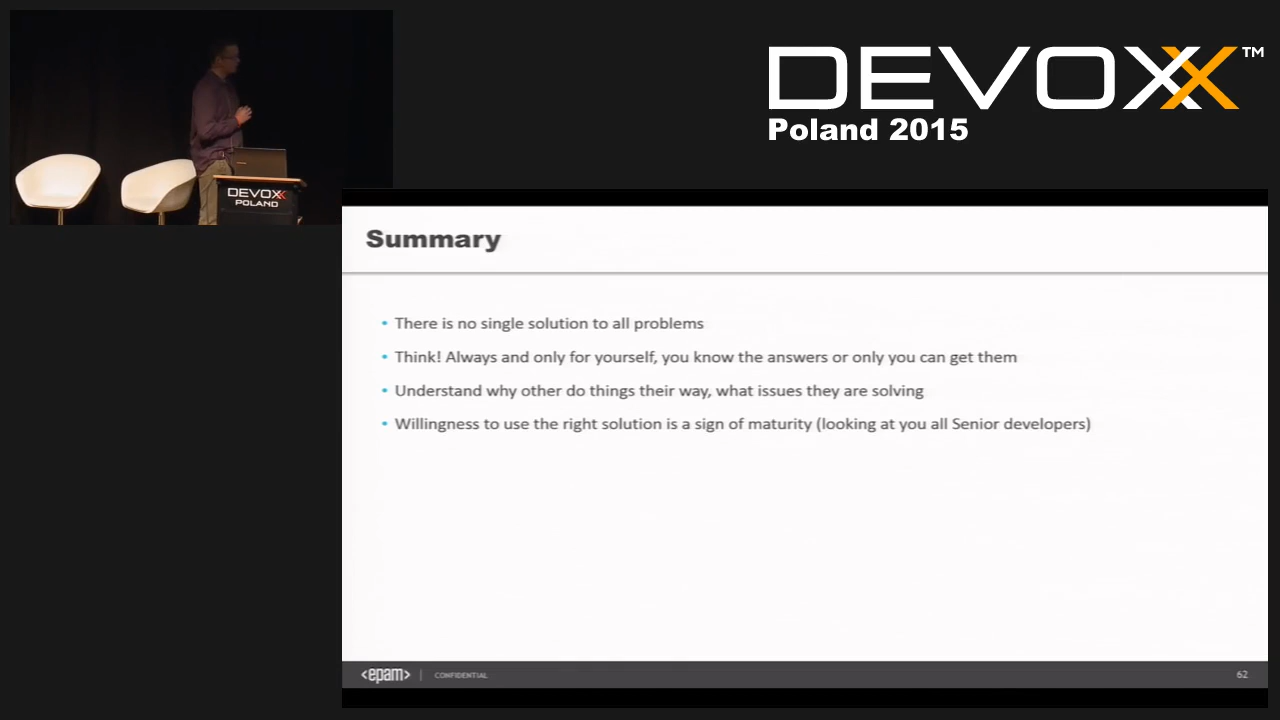 DEVOXX™
Poland 2015
DEVOXX
POLAND
Summary
• There is no single solution to all problems
• Think! Always and only for yourself, you know the answers or only you can get them
• Understand why other do things their way, what issues they are solving
• Willingness to use the right solution is a sign of maturity (looking at you all Senior developers)
<epam> | CONFIDENTIAL 62